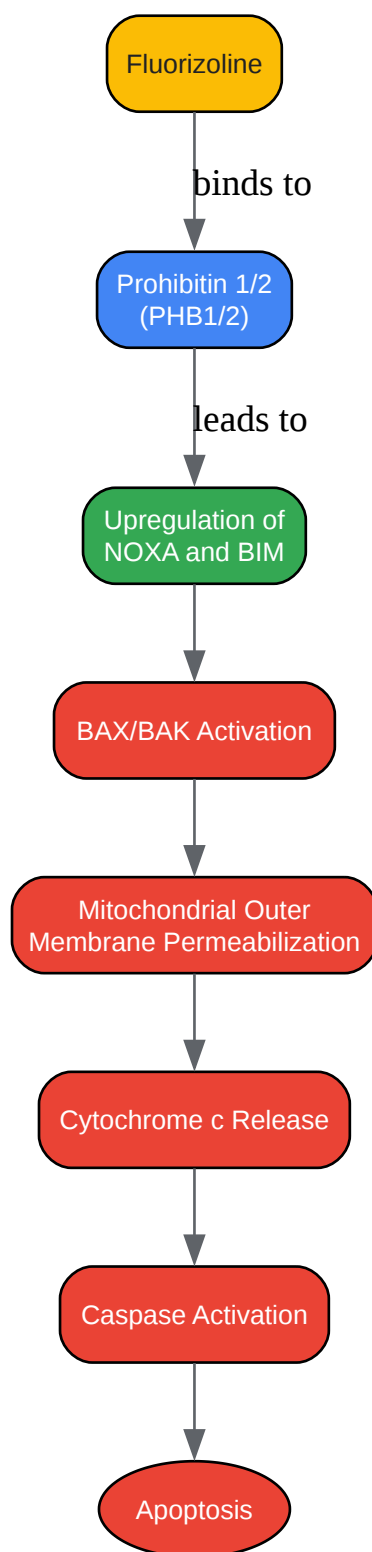 Fluorizoline
binds to
Prohibitin 1/2
(PHB1/2)
leads to
Upregulation of
NOXA and BIM
BAX/BAK Activation
Mitochondrial Outer
Membrane Permeabilization
Cytochrome c Release
Caspase Activation
Apoptosis